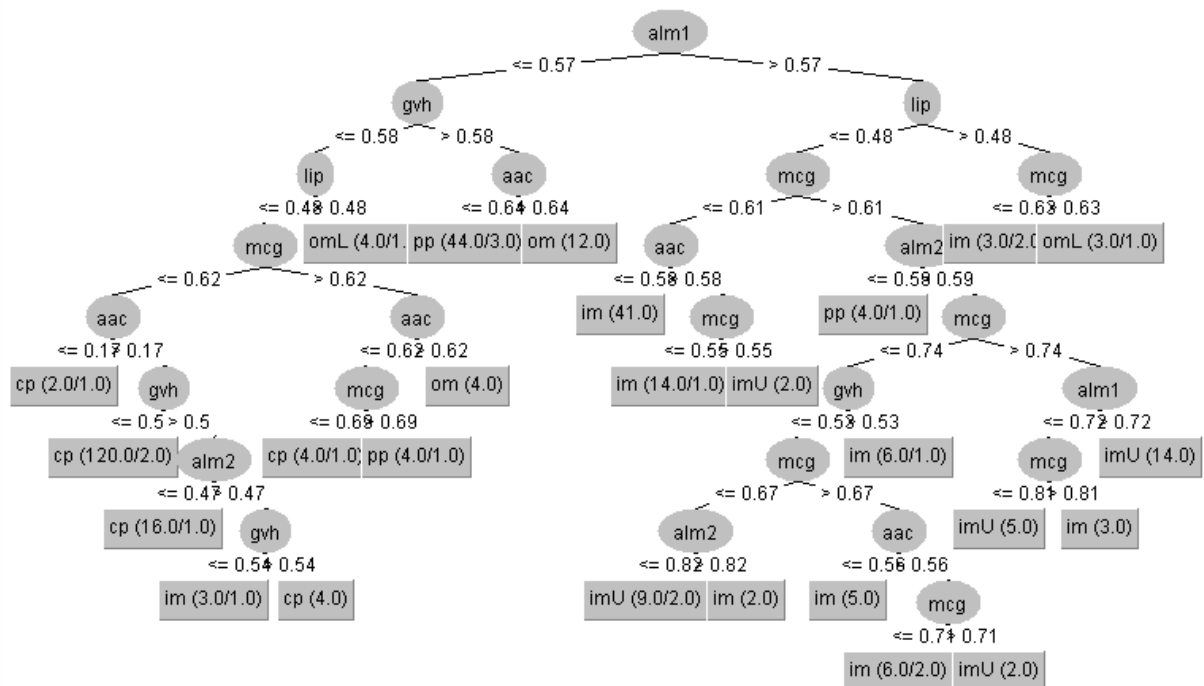 alm1
<= 0.57 > 0.57
gvh lip
<= 0.58 > 0.58 <= 0.48 > 0.48
lip aac mcg mcg
<= 0.48 > 0.48 <= 0.64 > 0.64 <= 0.61 > 0.61 <= 0.63 > 0.63
mcg omL (4.0/1. pp (44.0/3.0) om (12.0) aac alm2 im (3.0/2.0 omL (3.0/1.0)
<= 0.62 > 0.62 <= 0.58 > 0.58 <= 0.59 > 0.59
aac aac im (41.0) mcg pp (4.0/1.0) mcg
<= 0.17 > 0.17 <= 0.62 > 0.62 <= 0.55 > 0.55 <= 0.74 > 0.74
cp (2.0/1.0) gvh mcg om (4.0) im (14.0/1.0) imU (2.0) gvh alm1
<= 0.5 > 0.5 <= 0.69 > 0.69 <= 0.53 > 0.53 <= 0.72 > 0.72
cp (120.0/2.0) alm2 cp (4.0/1.0) pp (4.0/1.0) mcg im (6.0/1.0) mcg imU (14.0)
<= 0.47 > 0.47 <= 0.67 > 0.67 <= 0.81 > 0.81
cp (16.0/1.0) gvh alm2 aac imU (5.0) im (3.0)
<= 0.54 > 0.54 <= 0.82 > 0.82 <= 0.56 > 0.56
im (3.0/1.0) cp (4.0) imU (9.0/2.0) im (2.0) im (5.0) mcg
<= 0.71 > 0.71
im (6.0/2.0) imU (2.0)